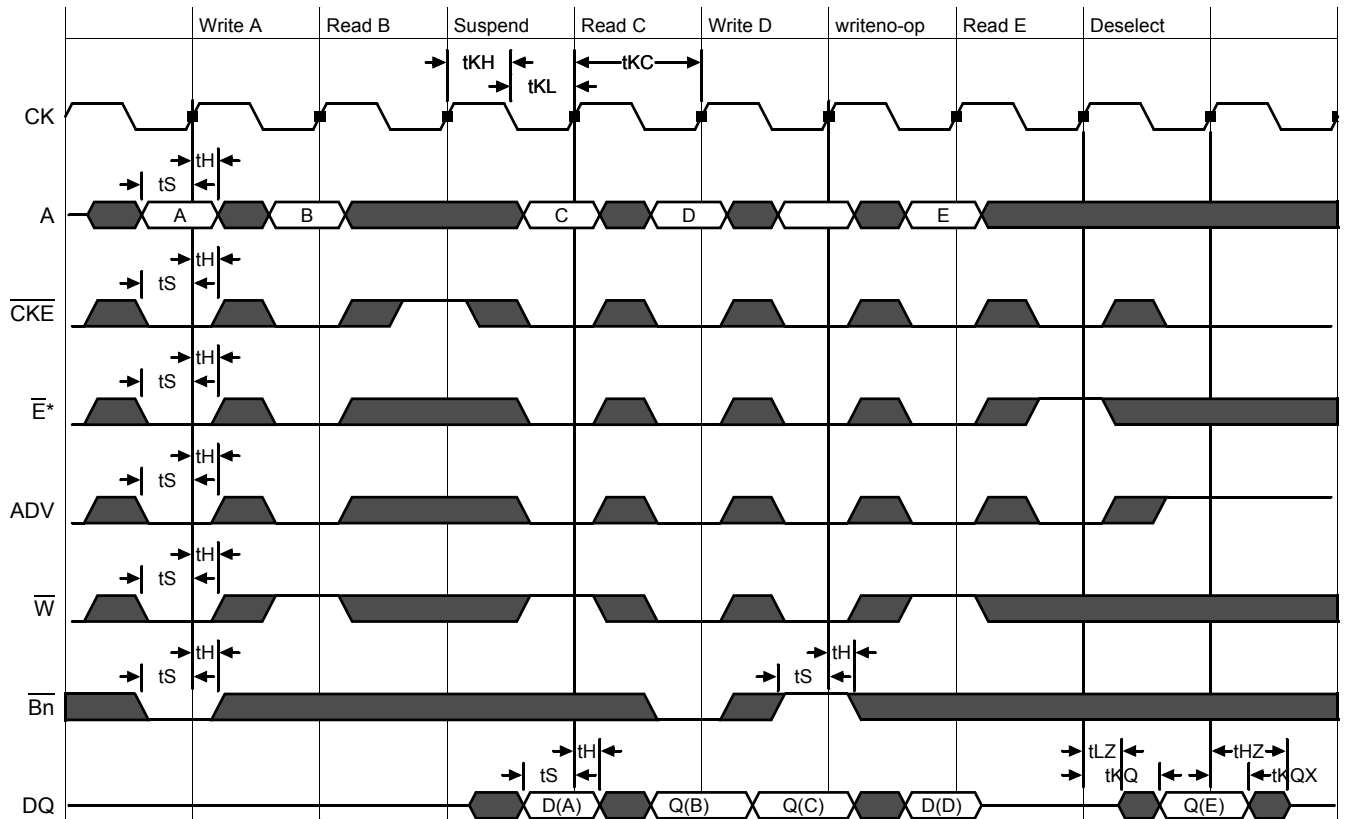 Write A Read B Suspend Read C Write D writeno-op Read E Deselect
tKH tKC
tKL
CK
tH
tS
A A B C D E
tH
tS
CKE
tH
tS
E*
tH
tS
ADV
tH
tS
W
tH tH
tS tS
Bn
tH tLZ tHZ
tS tKQ tKQX
DQ D(A) Q(B) Q(C) D(D) Q(E)